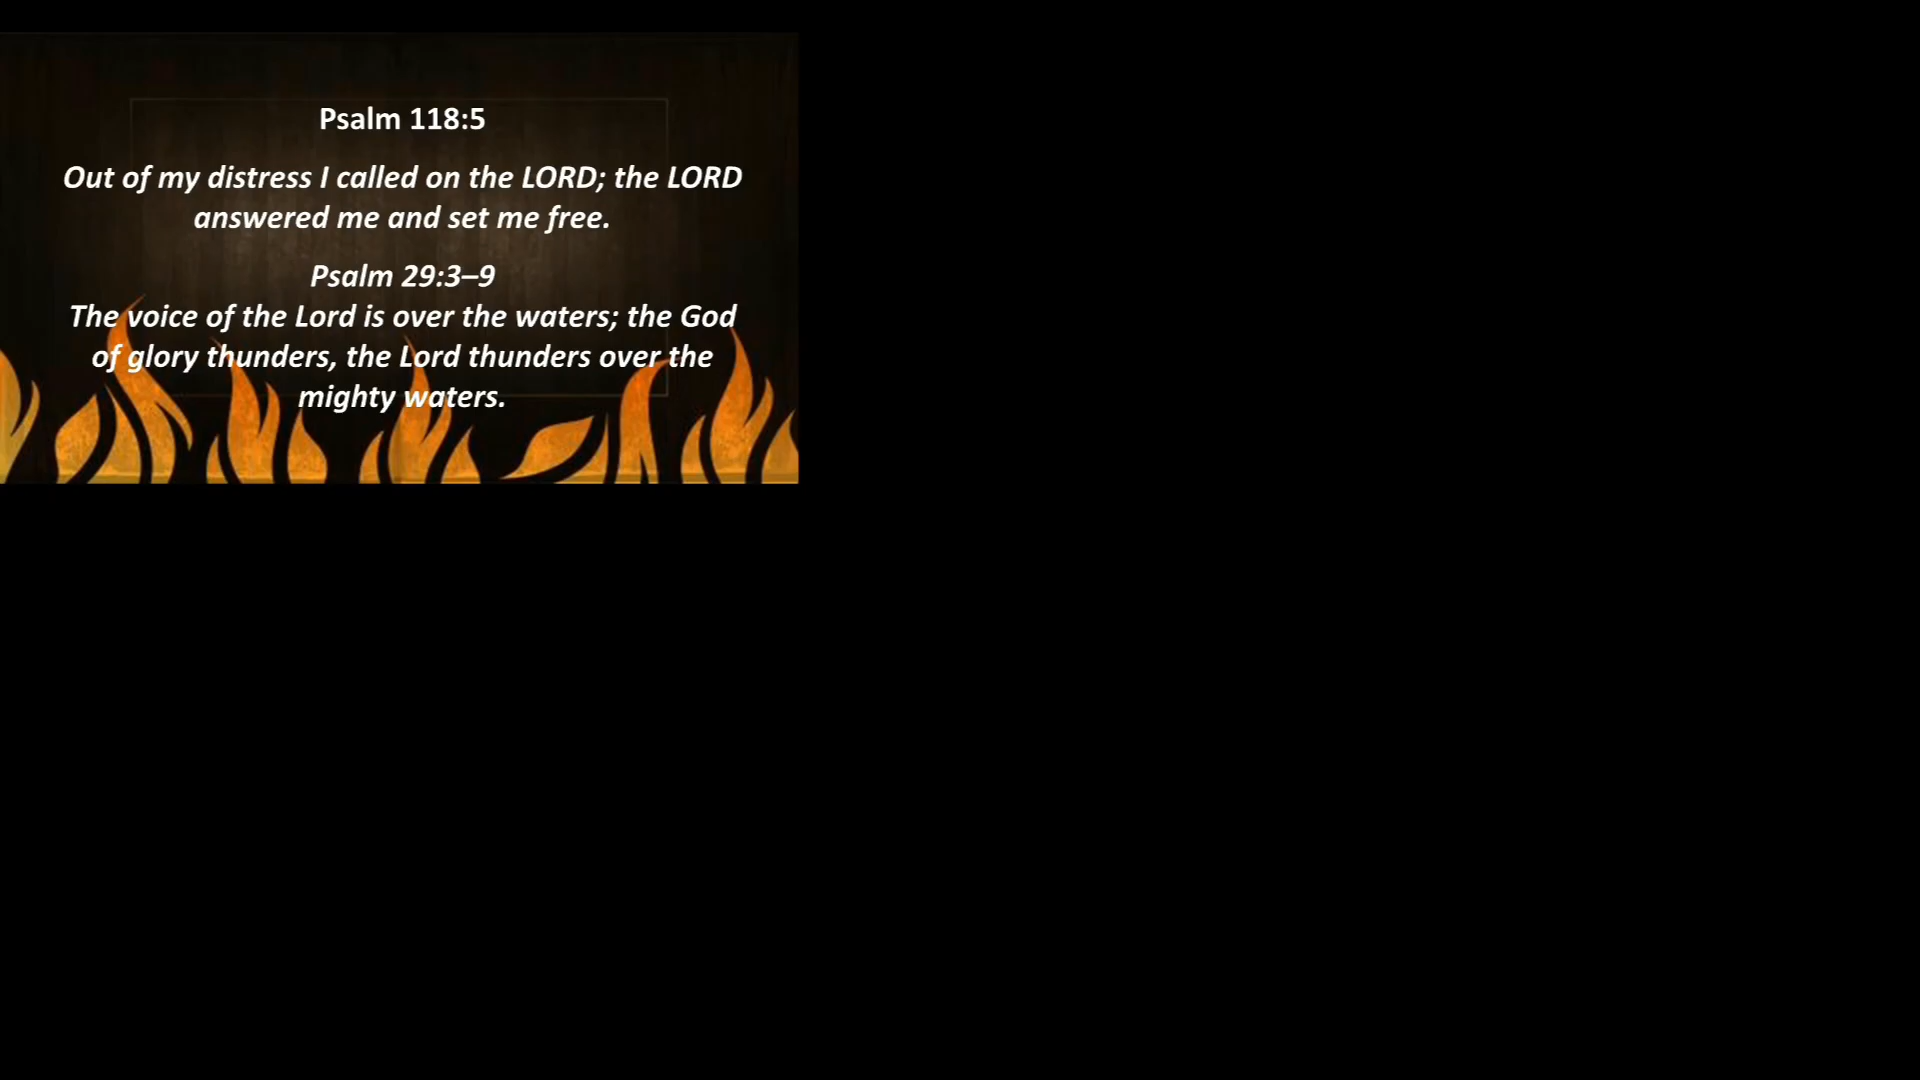 Psalm 118:5
Out of my distress I called on the LORD; the LORD
answered me and set me free.
Psalm 29:3–9
The voice of the Lord is over the waters; the God
of glory thunders, the Lord thunders over the
mighty waters.